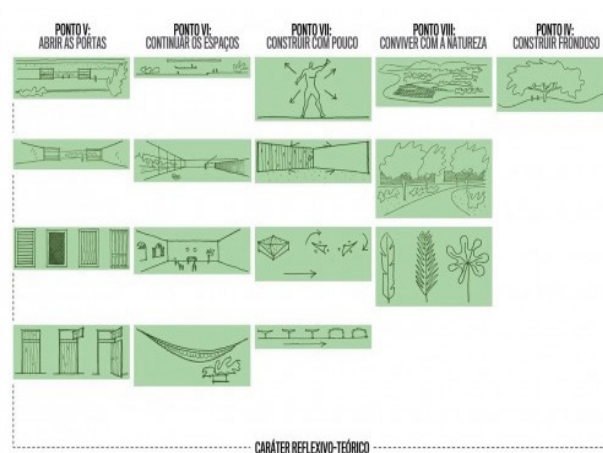 PONTO V:
ABRIR AS PORTAS
PONTO VI:
CONTINUAR OS ESPAÇOS
PONTO VII:
CONSTRUIR COM POUCO
PONTO VIII:
CONVIVER COM A NATUREZA
PONTO IV:
CONSTRUIR FRONDOSO
CARÁTER REFLEXIVO-TEÓRICO